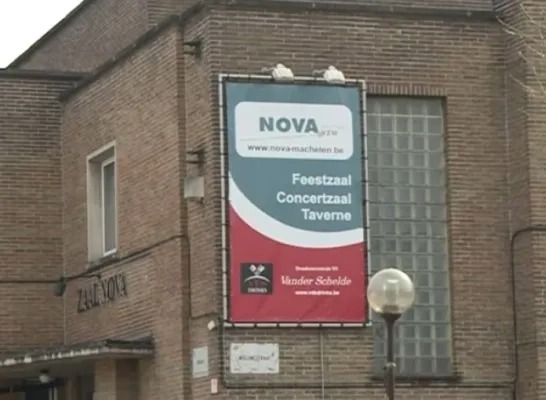 NOVA
www.nova-machelen.be
Feestzaal
Concertzaal
Taverne
Vander Schelde
ZAAL NOVA